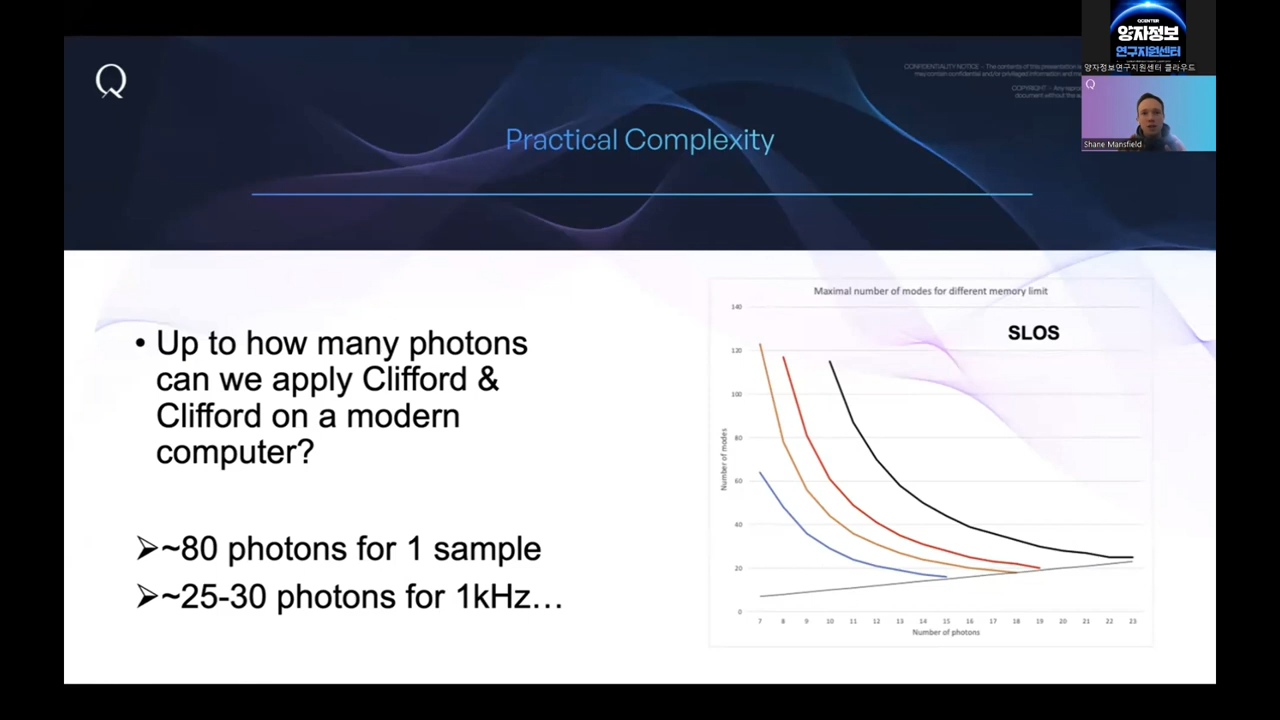 QCENTER
양자정보
연구지원센터
양자정보연구지원센터 클라우드
Q
Shane Mansfield
Q
CONFIDENTIALITY NOTICE – The contents of this presentation
may contain confidential and/or privileged information and
COPYRIGHT – Any
document without the
Practical Complexity
• Up to how many photons
can we apply Clifford &
Clifford on a modern
computer?
➢~80 photons for 1 sample
➢~25-30 photons for 1kHz…
Maximal number of modes for different memory limit
SLOS
Number of modes
140
120
100
80
60
40
20
0
7 8 9 10 11 12 13 14 15 16 17 18 19 20 21 22 23
Number of photons